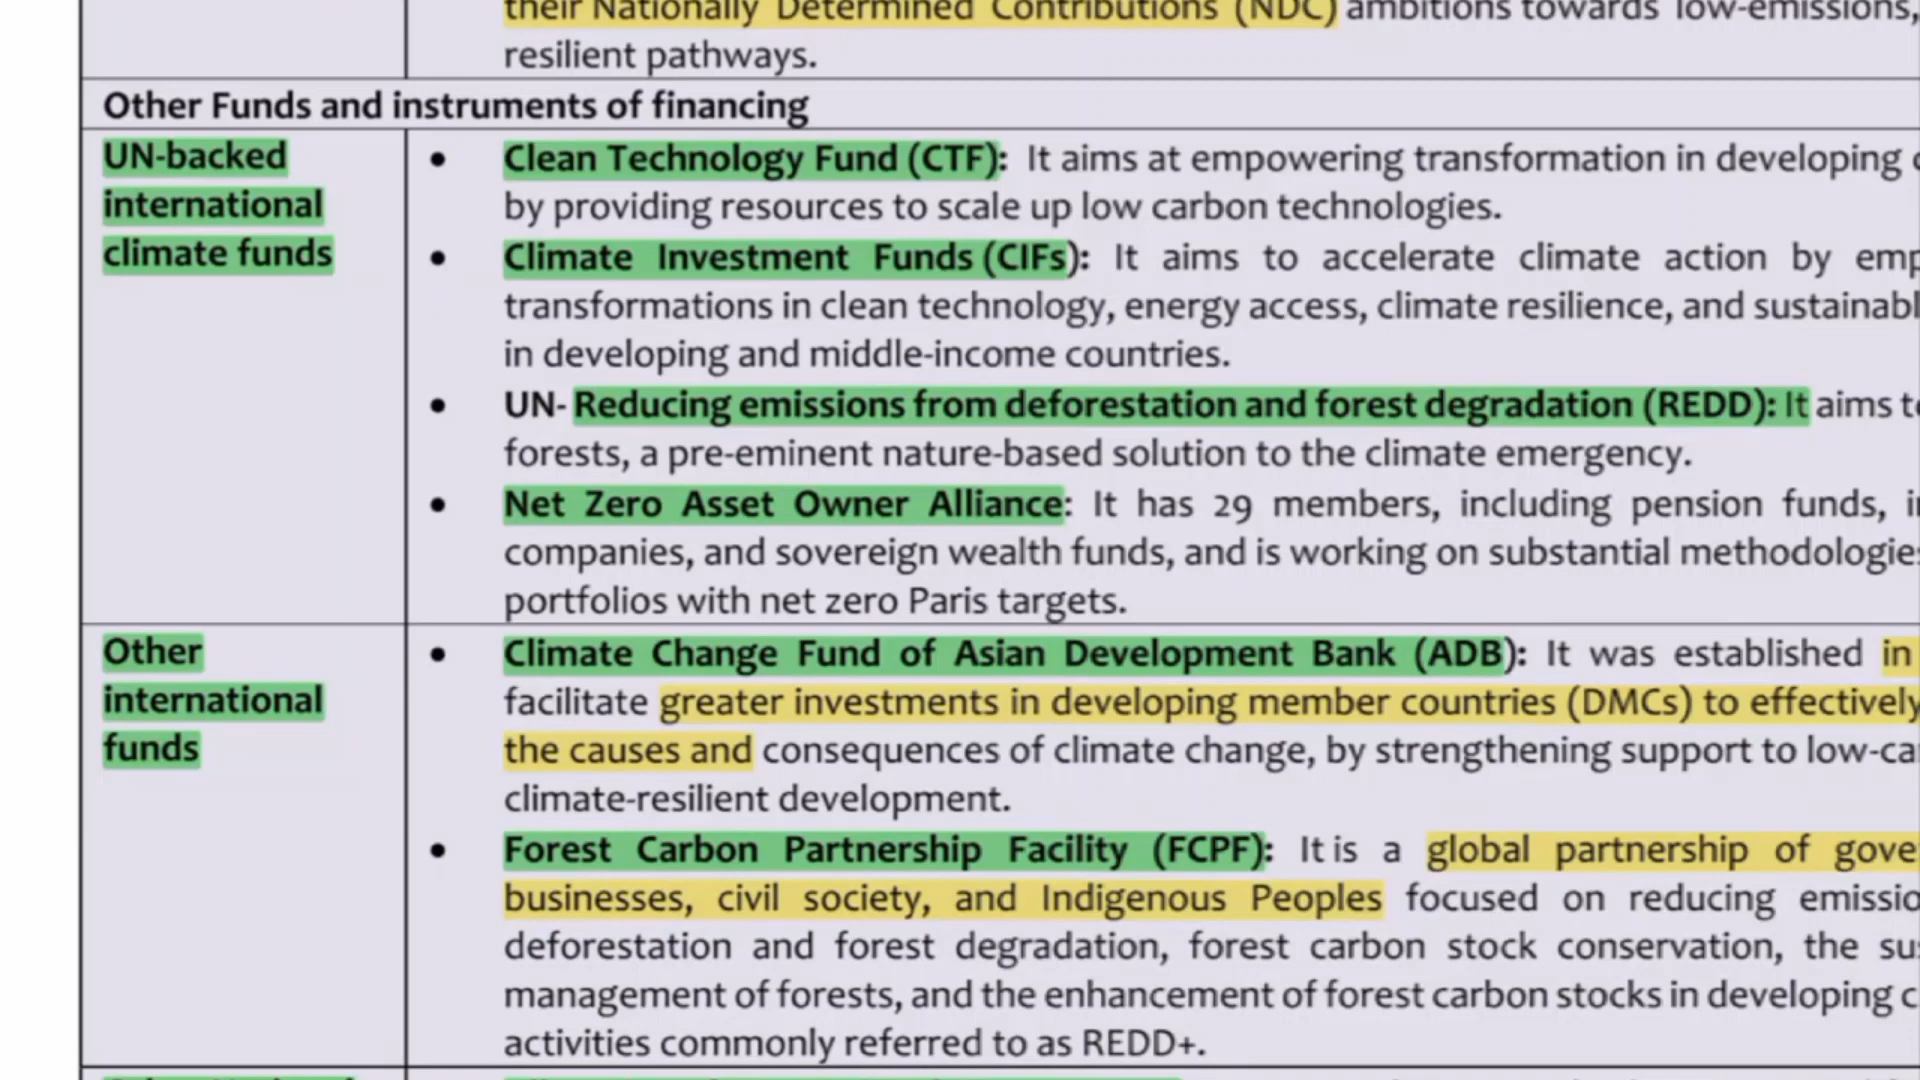 their Nationally Determined Contributions (NDC) ambitions towards low-emissions,
resilient pathways.
Other Funds and instruments of financing
UN-backed
international
climate funds
• Clean Technology Fund (CTF): It aims at empowering transformation in developing
by providing resources to scale up low carbon technologies.
• Climate Investment Funds (CIFs): It aims to accelerate climate action by
transformations in clean technology, energy access, climate resilience, and
in developing and middle-income countries.
• UN- Reducing emissions from deforestation and forest degradation (REDD): It aims
forests, a pre-eminent nature-based solution to the climate emergency.
• Net Zero Asset Owner Alliance: It has 29 members, including pension funds,
companies, and sovereign wealth funds, and is working on substantial
portfolios with net zero Paris targets.
Other
international
funds
• Climate Change Fund of Asian Development Bank (ADB): It was established in
facilitate greater investments in developing member countries (DMCs) to effectively
the causes and consequences of climate change, by strengthening support to
climate-resilient development.
• Forest Carbon Partnership Facility (FCPF): It is a global partnership of
businesses, civil society, and Indigenous Peoples focused on reducing
deforestation and forest degradation, forest carbon stock conservation, the
management of forests, and the enhancement of forest carbon stocks in developing
activities commonly referred to as REDD+.